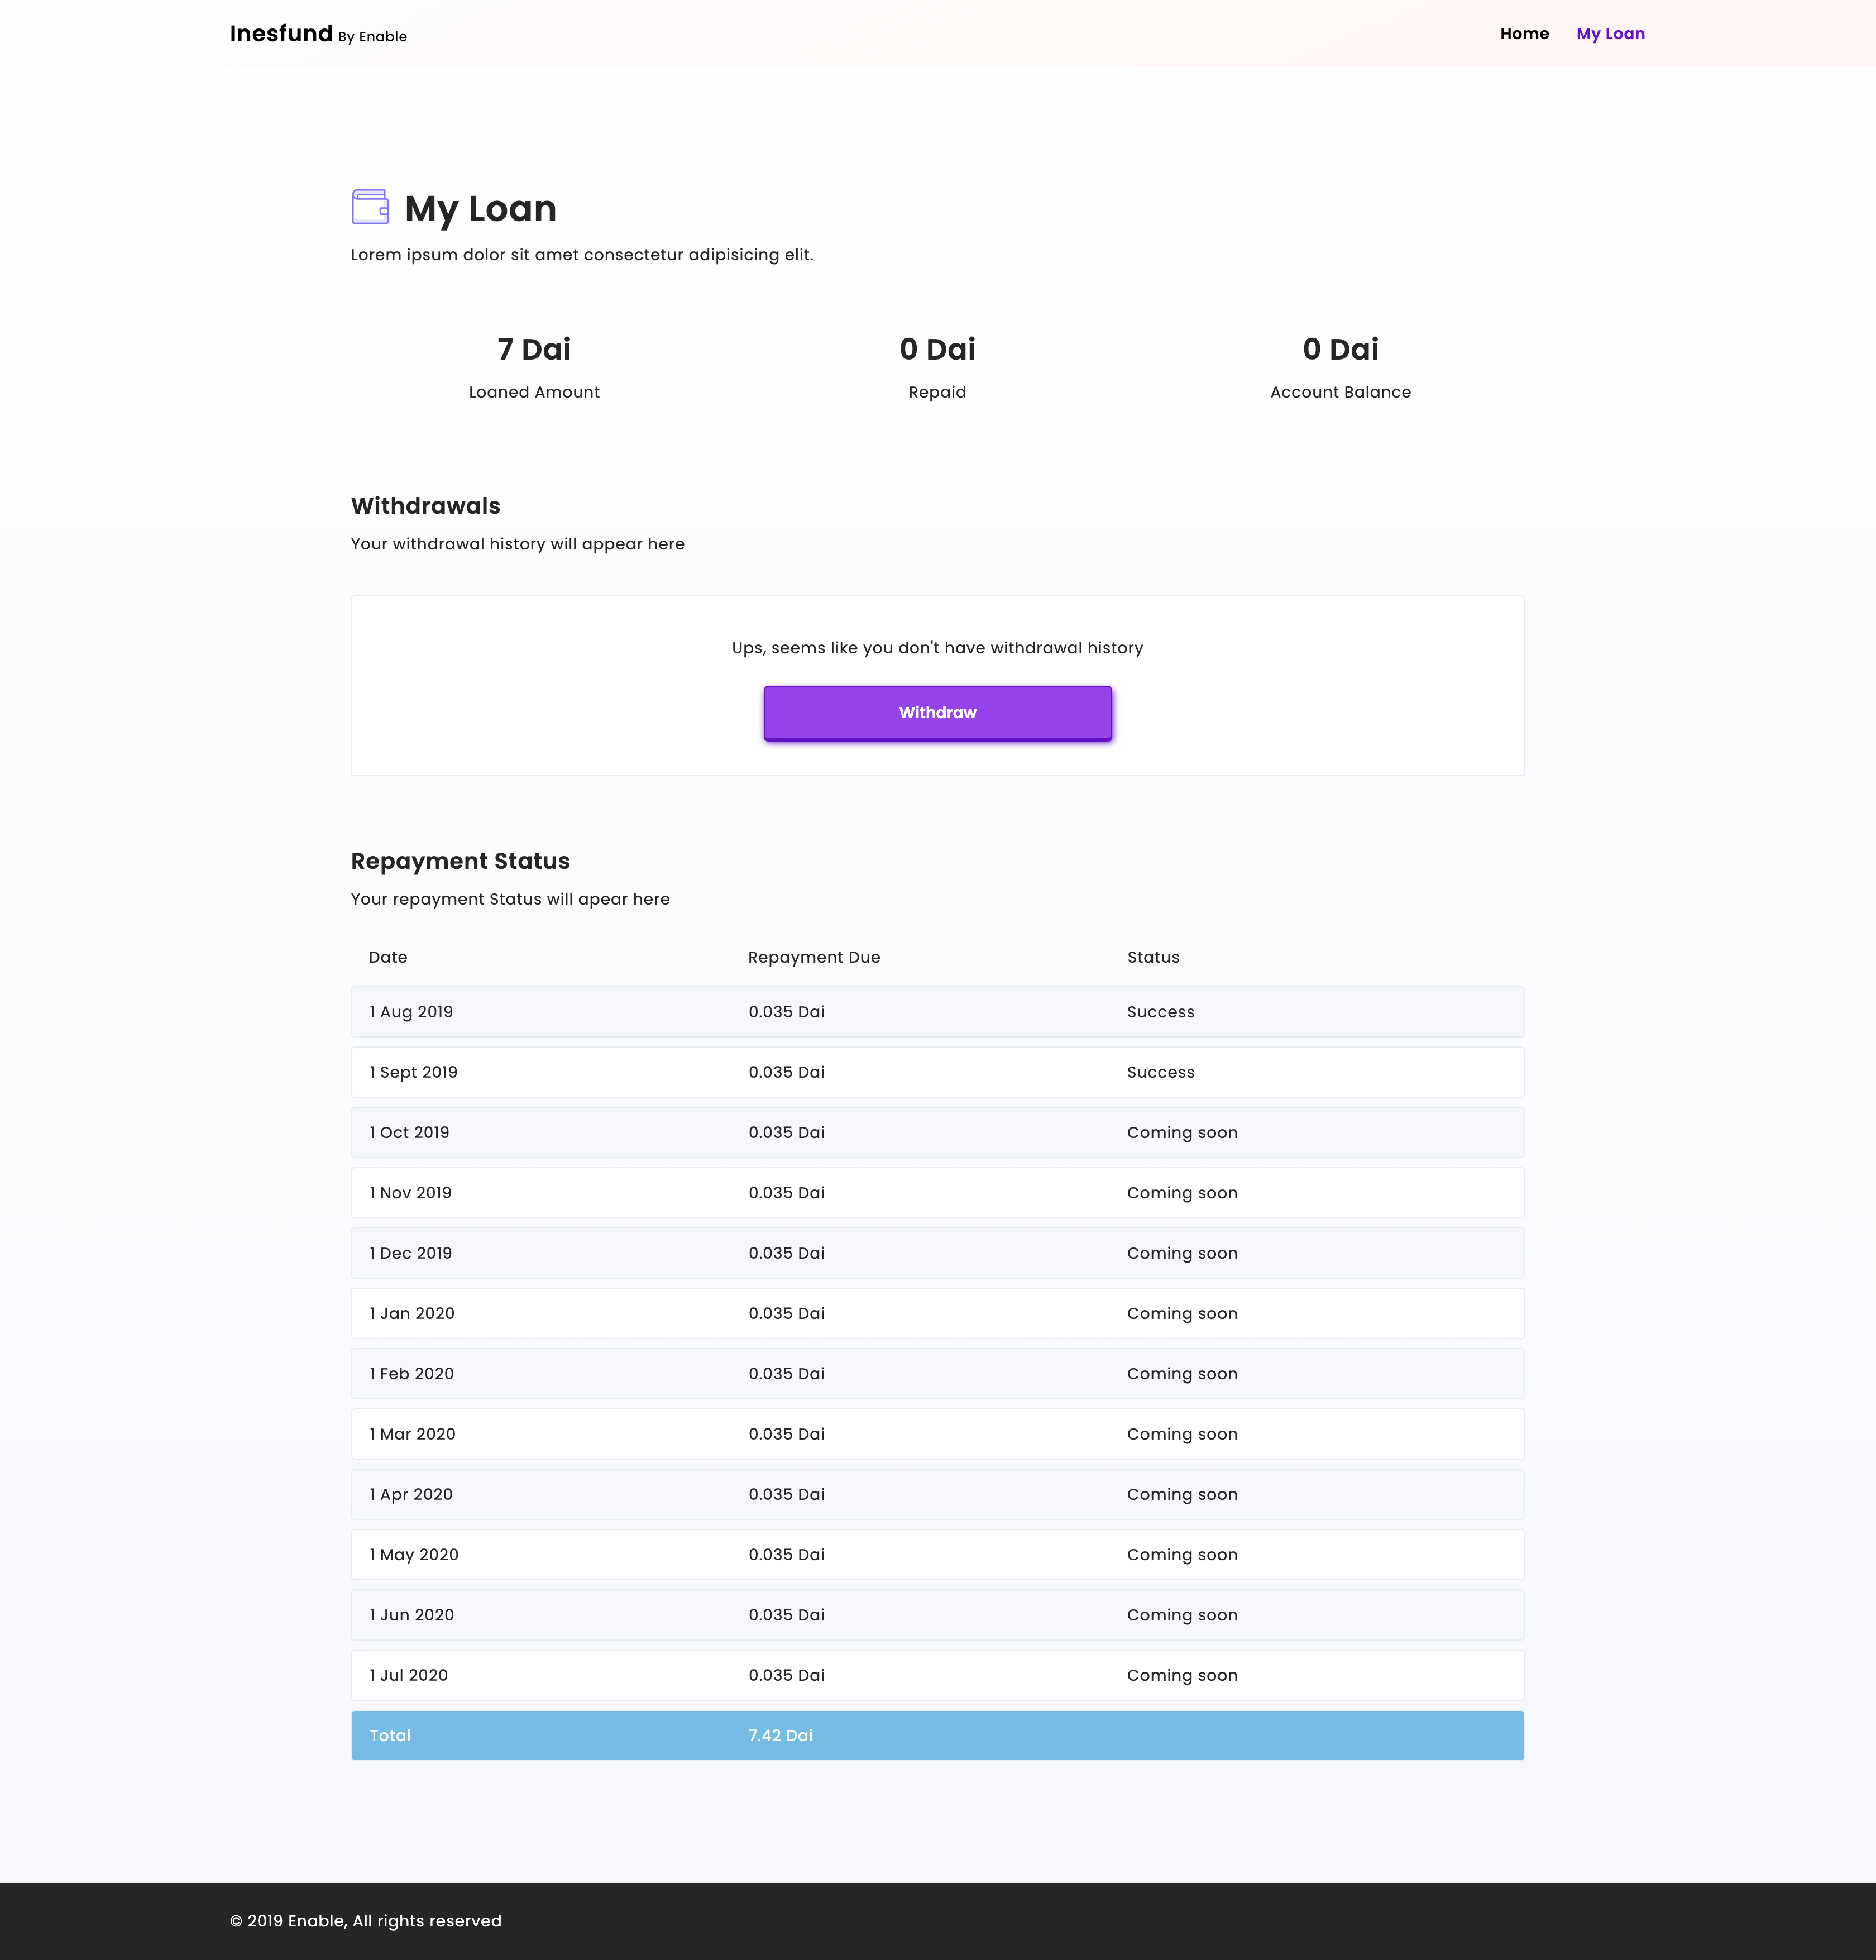 Inesfund By Enable
Home My Loan
My Loan
Lorem ipsum dolor sit amet consectetur adipisicing elit.
7 Dai 0 Dai 0 Dai
Loaned Amount Repaid Account Balance
Withdrawals
Your withdrawal history will appear here
Ups, seems like you don't have withdrawal history
Withdraw
Repayment Status
Your repayment Status will apear here
Date Repayment Due Status
1 Aug 2019 0.035 Dai Success
1 Sept 2019 0.035 Dai Success
1 Oct 2019 0.035 Dai Coming soon
1 Nov 2019 0.035 Dai Coming soon
1 Dec 2019 0.035 Dai Coming soon
1 Jan 2020 0.035 Dai Coming soon
1 Feb 2020 0.035 Dai Coming soon
1 Mar 2020 0.035 Dai Coming soon
1 Apr 2020 0.035 Dai Coming soon
1 May 2020 0.035 Dai Coming soon
1 Jun 2020 0.035 Dai Coming soon
1 Jul 2020 0.035 Dai Coming soon
Total 7.42 Dai
© 2019 Enable, All rights reserved